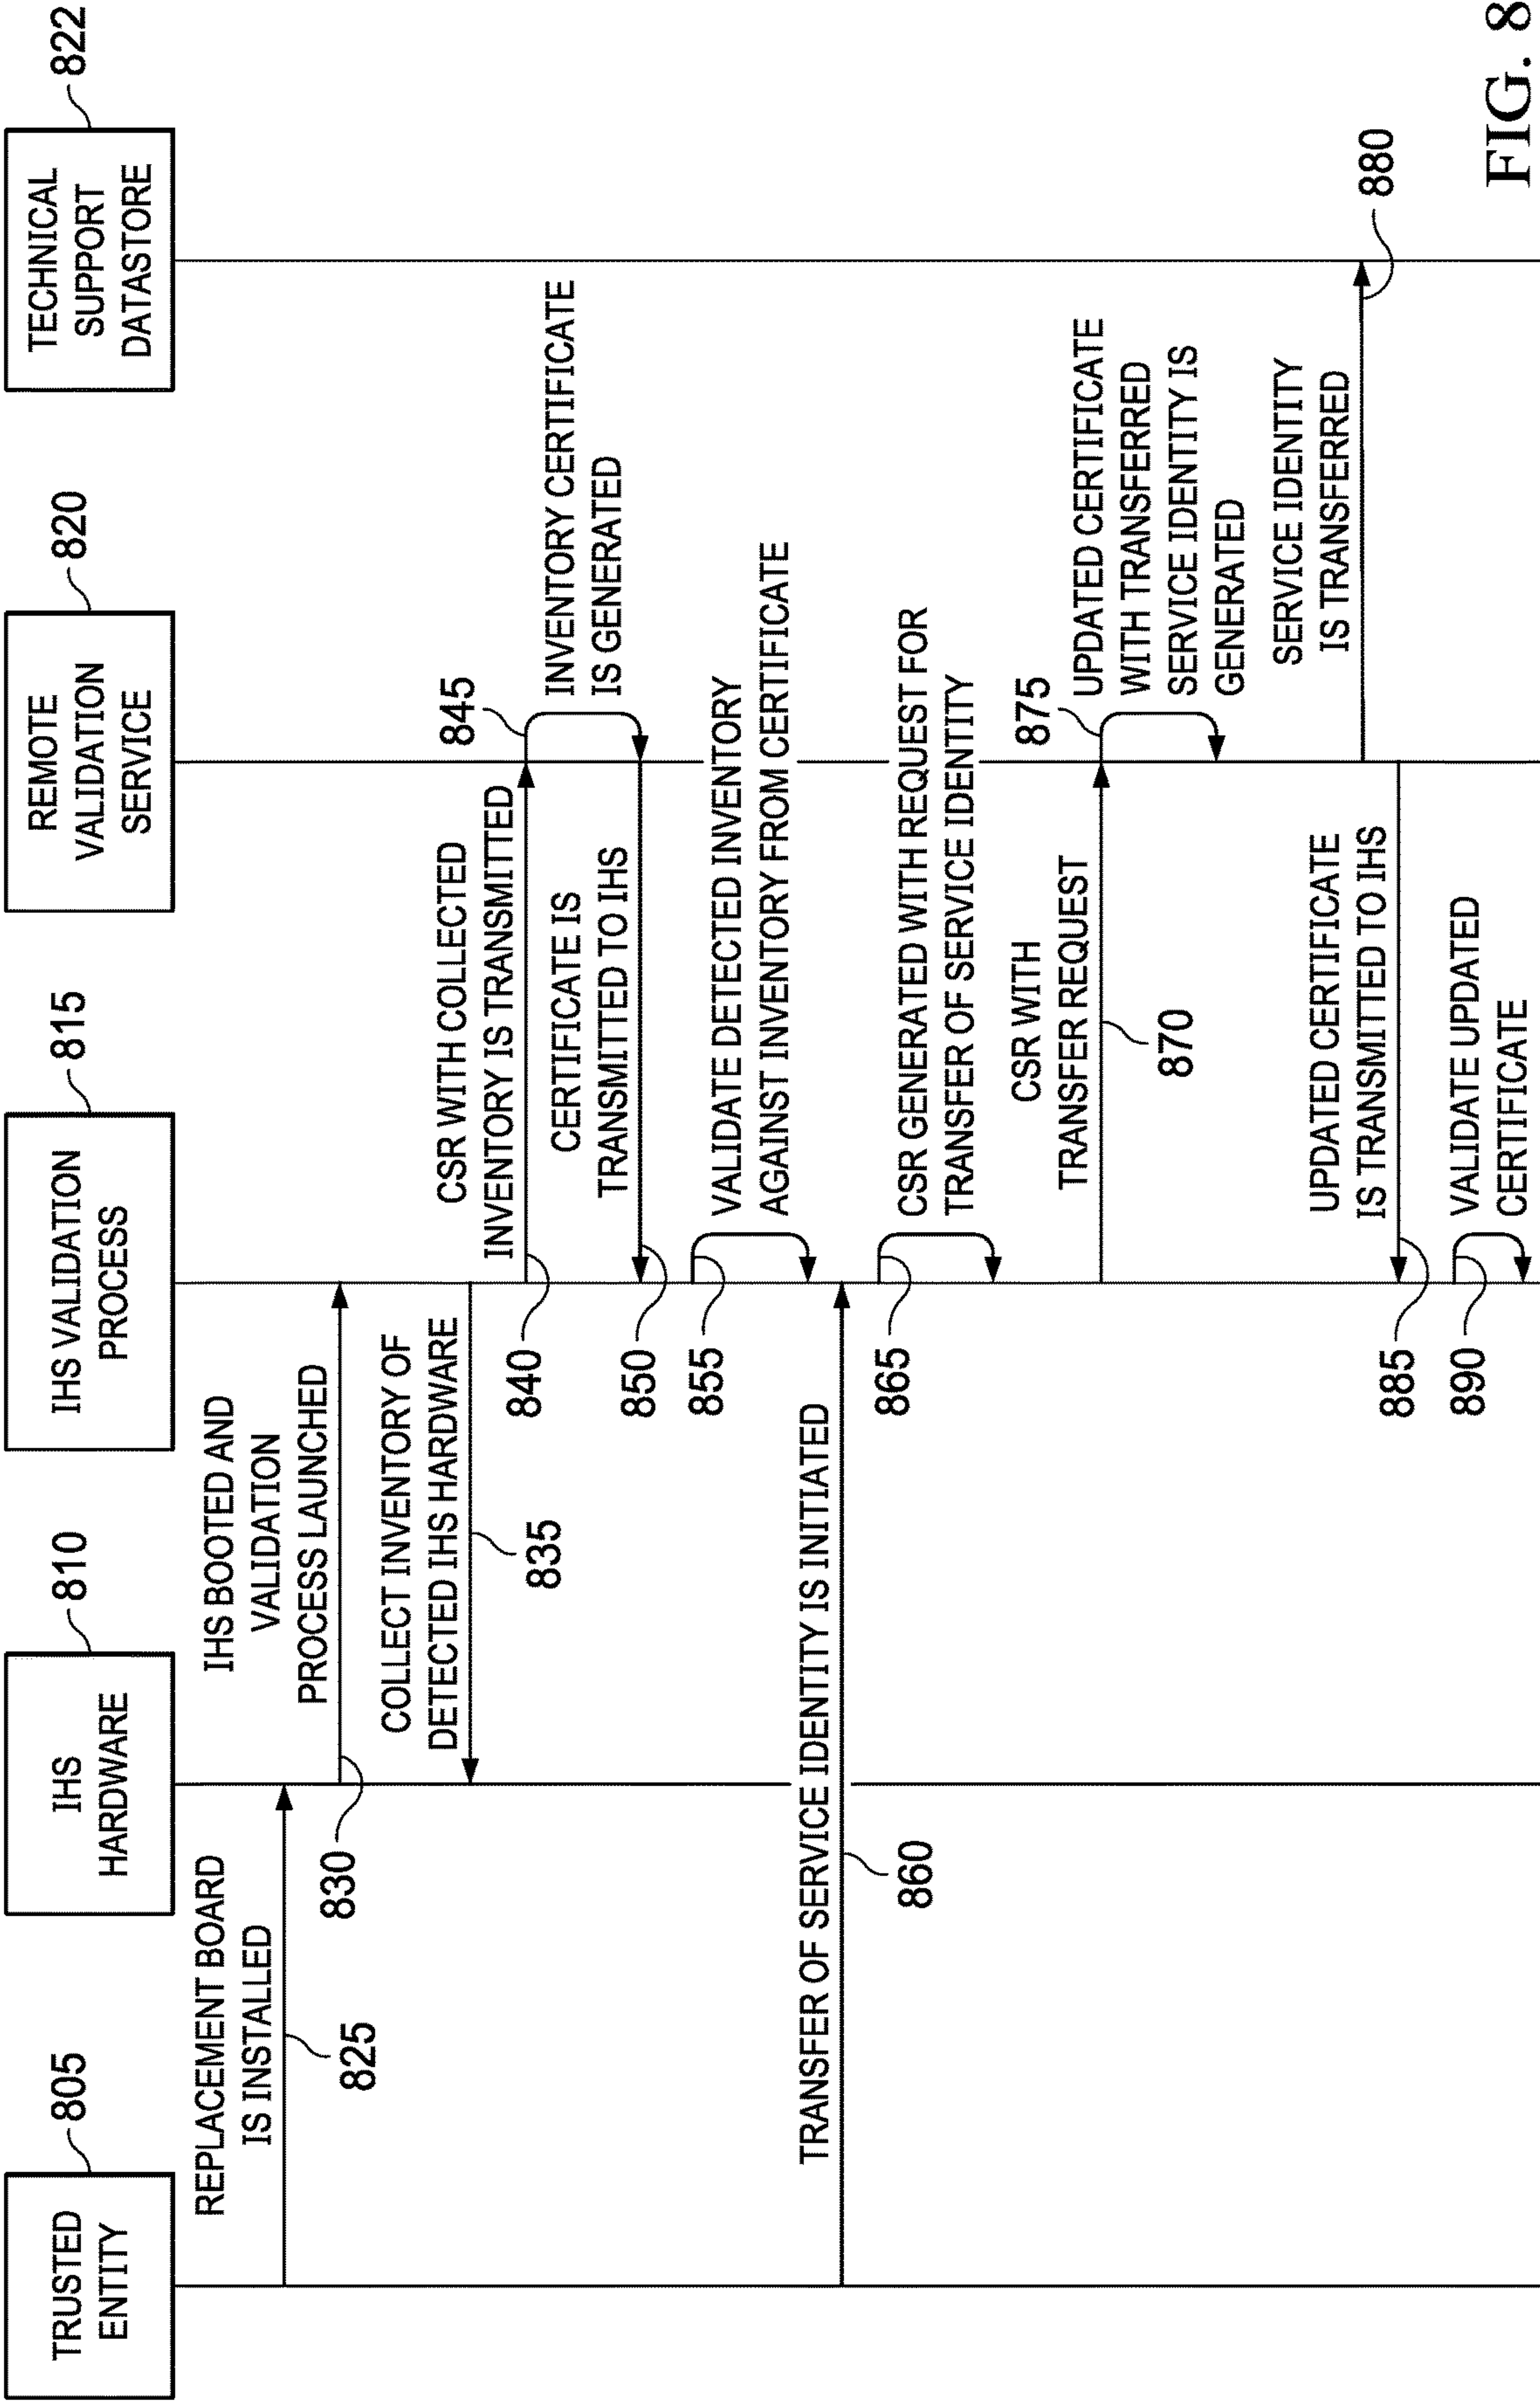 TRUSTED
ENTITY
805
IHS
HARDWARE
810
IHS VALIDATION
PROCESS
815
REMOTE
VALIDATION
SERVICE
820
TECHNICAL
SUPPORT
DATASTORE
822
REPLACEMENT BOARD
IS INSTALLED
825
IHS BOOTED AND
VALIDATION
PROCESS LAUNCHED
830
COLLECT INVENTORY OF
DETECTED IHS HARDWARE
835
CSR WITH COLLECTED
INVENTORY IS TRANSMITTED
840
845
INVENTORY CERTIFICATE
IS GENERATED
CERTIFICATE IS
TRANSMITTED TO IHS
850
VALIDATE DETECTED INVENTORY
AGAINST INVENTORY FROM CERTIFICATE
855
TRANSFER OF SERVICE IDENTITY IS INITIATED
860
CSR GENERATED WITH REQUEST FOR
TRANSFER OF SERVICE IDENTITY
865
CSR WITH
TRANSFER REQUEST
870
875
UPDATED CERTIFICATE
WITH TRANSFERRED
SERVICE IDENTITY IS
GENERATED
SERVICE IDENTITY
IS TRANSFERRED
880
UPDATED CERTIFICATE
IS TRANSMITTED TO IHS
885
VALIDATE UPDATED
CERTIFICATE
890
FIG. 8